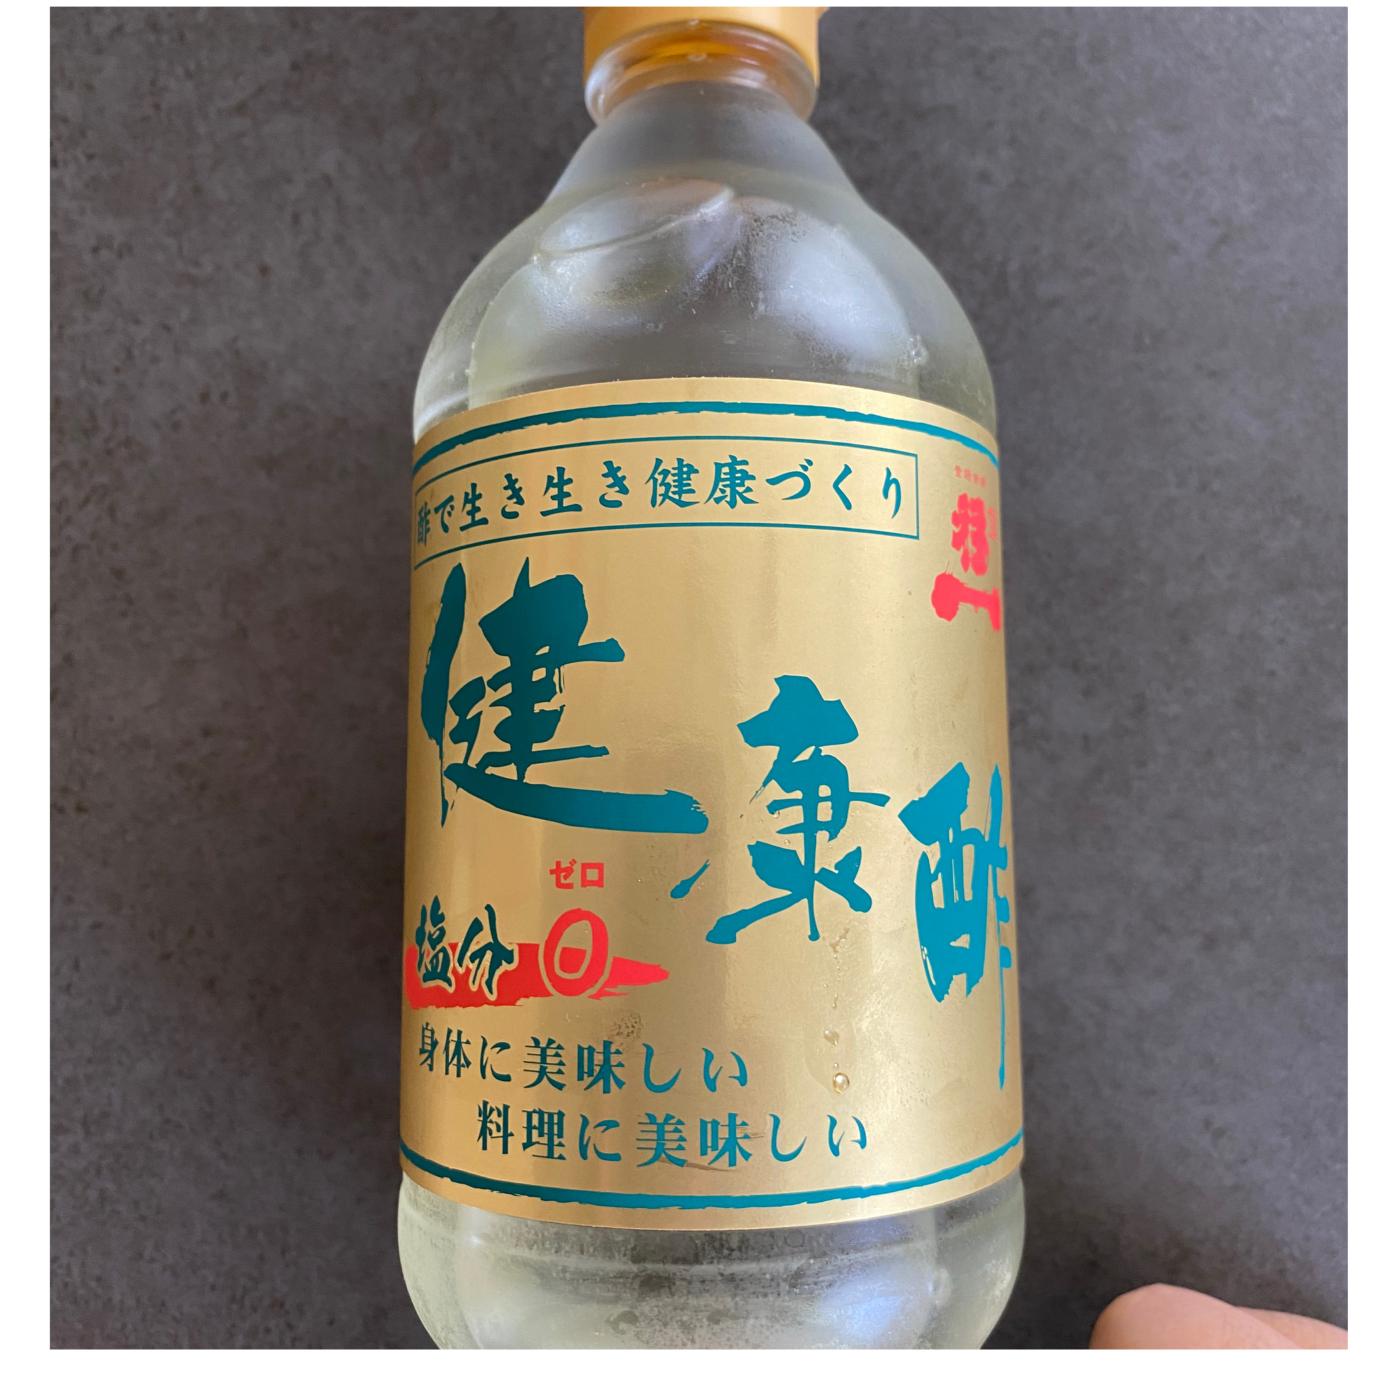 酢で生き生き健康づくり
健康酢
ゼロ
塩分0
身体に美味しい
料理に美味しい